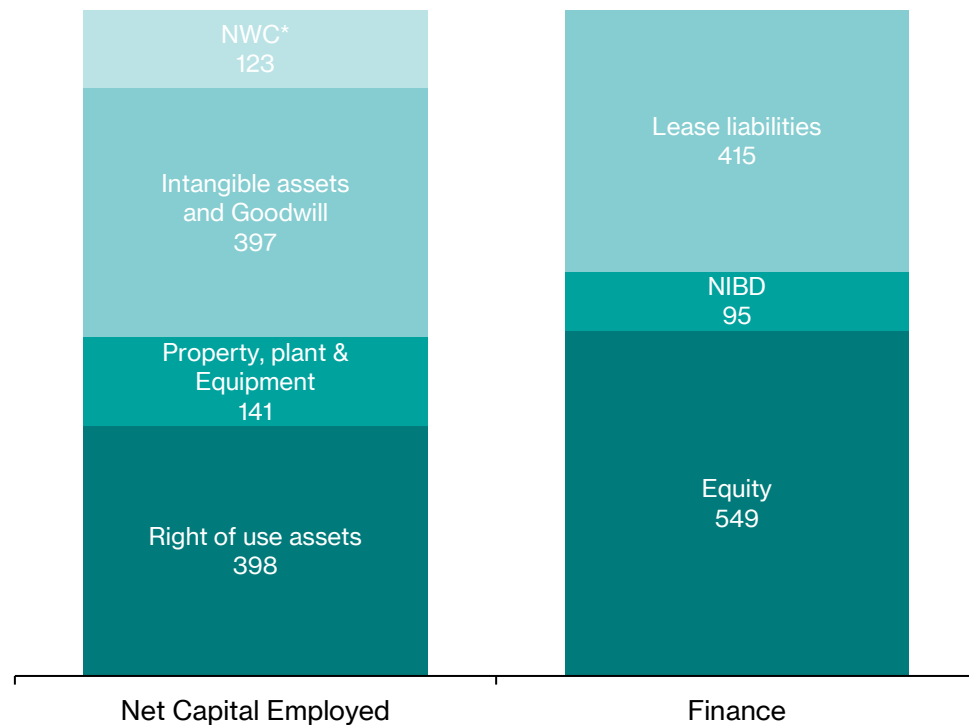 NWC*
123
Intangible assets
and Goodwill
397
Property, plant &
Equipment
141
Right of use assets
398
Net Capital Employed
Lease liabilities
415
NIBD
95
Equity
549
Finance